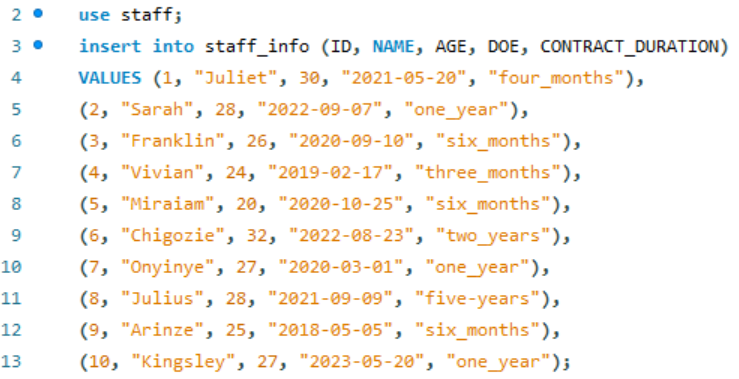 2 use staff;
3 insert into staff_info (ID, NAME, AGE, DOE, CONTRACT_DURATION)
4 VALUES (1, "Juliet", 30, "2021-05-20", "four_months"),
5 (2, "Sarah", 28, "2022-09-07", "one_year"),
6 (3, "Franklin", 26, "2020-09-10", "six_months"),
7 (4, "Vivian", 24, "2019-02-17", "three_months"),
8 (5, "Miraiam", 20, "2020-10-25", "six_months"),
9 (6, "Chigozie", 32, "2022-08-23", "two_years"),
10 (7, "Onyinye", 27, "2020-03-01", "one_year"),
11 (8, "Julius", 28, "2021-09-09", "five-years"),
12 (9, "Arinze", 25, "2018-05-05", "six_months"),
13 (10, "Kingsley", 27, "2023-05-20", "one_year");